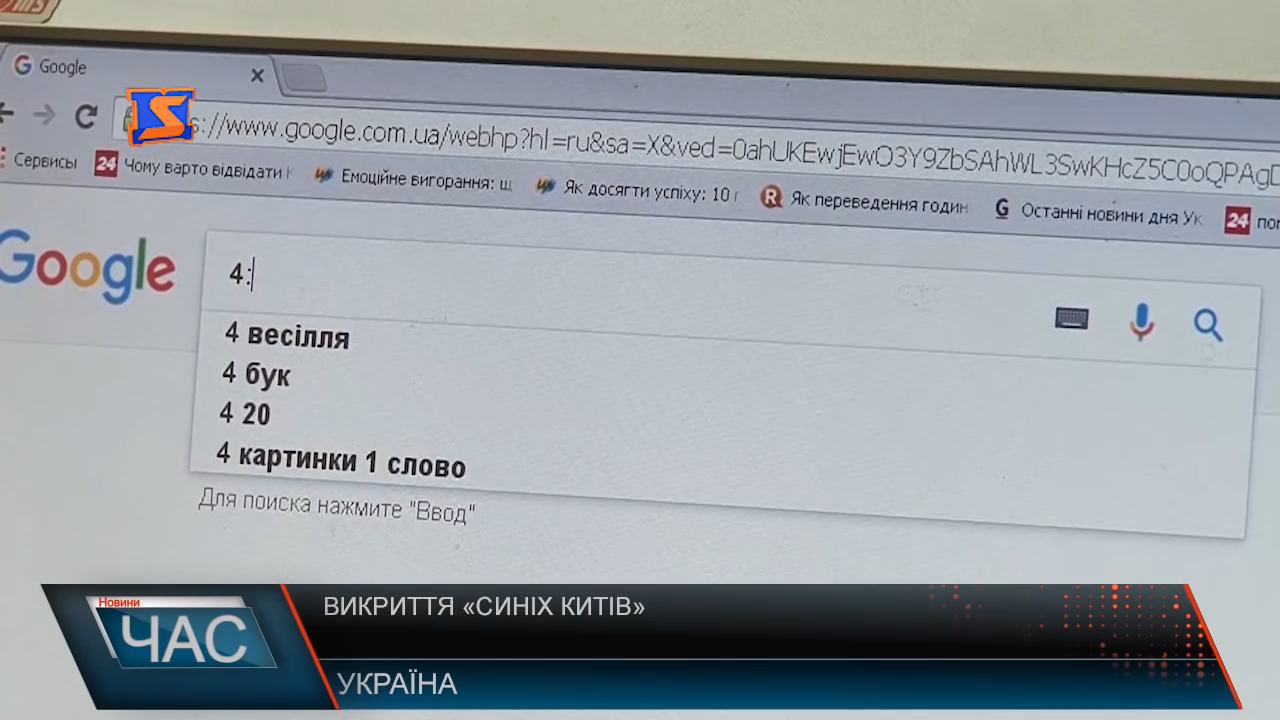 Google
s://www.google.com.ua/webhp?hl=ru&sa=X&ved=0ahUKEwjEwO3Y9ZbSAhWL3SwKHcZ5C0oQPAgD
Сервисы 24 Чому варто відвідати Емоційне вигорання: щ Як досягти успіху: 10 R Як переведення годин G Останні новини дня Ук 24 пог
Google
4:
4 весілля
4 бук
4 20
4 картинки 1 слово
Для поиска нажмите "Ввод"
S
Новини
ЧАС
ВИКРИТТЯ «СИНІХ КИТІВ»
УКРАЇНА